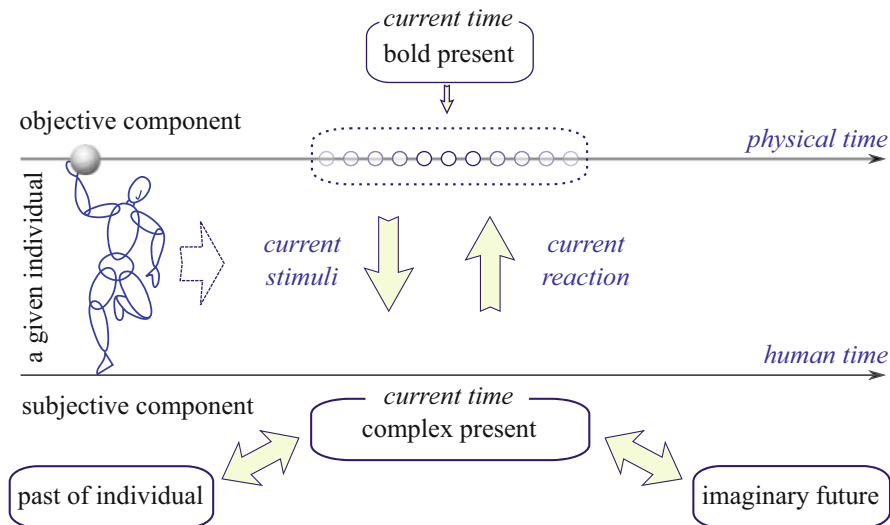 current time
bold present
objective component
physical time
a given individual
current
stimuli
current
reaction
human time
subjective component
current time
complex present
past of individual
imaginary future